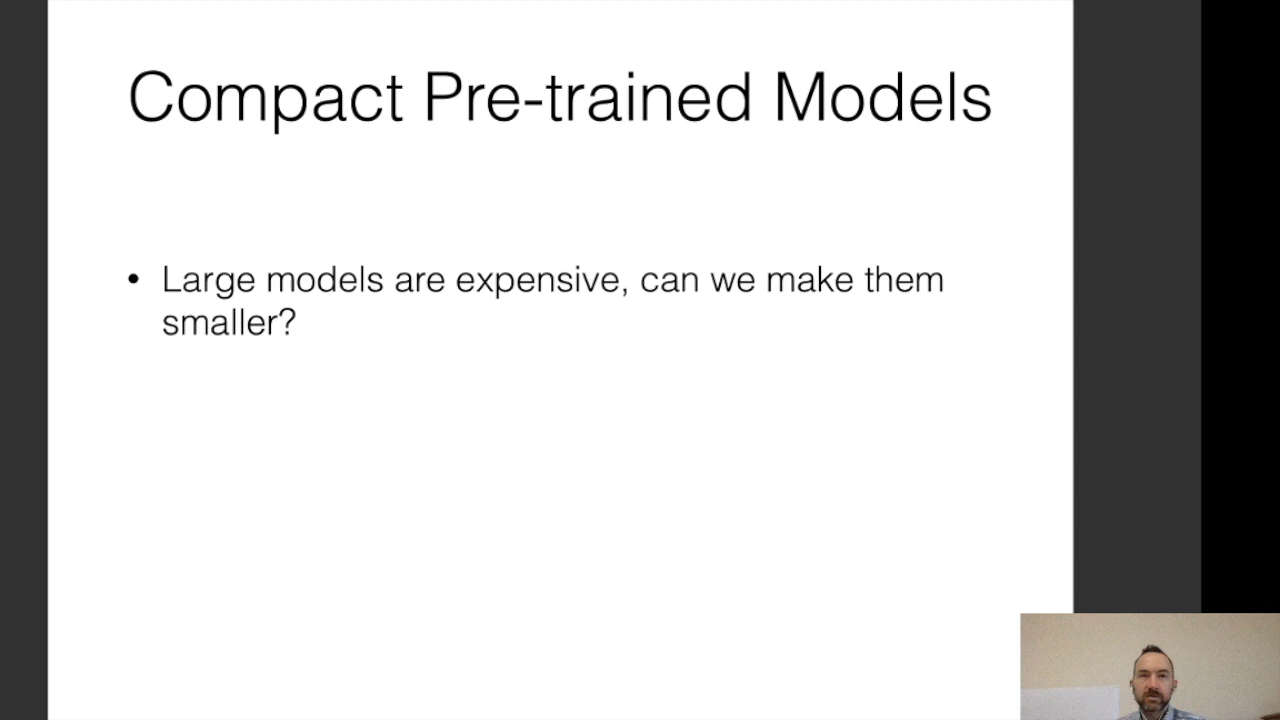 Compact Pre-trained Models
• Large models are expensive, can we make them
smaller?